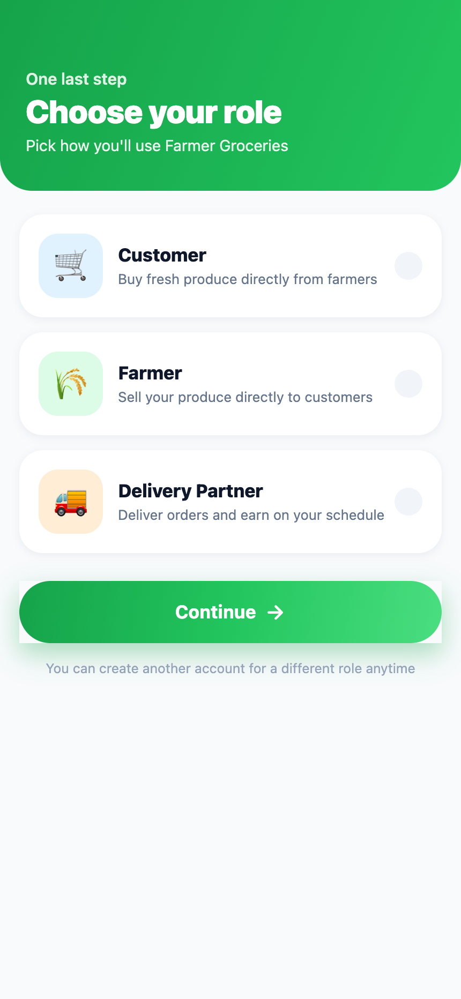 One last step
Choose your role
Pick how you'll use Farmer Groceries
Customer
Buy fresh produce directly from farmers
Farmer
Sell your produce directly to customers
Delivery Partner
Deliver orders and earn on your schedule
Continue →
You can create another account for a different role anytime